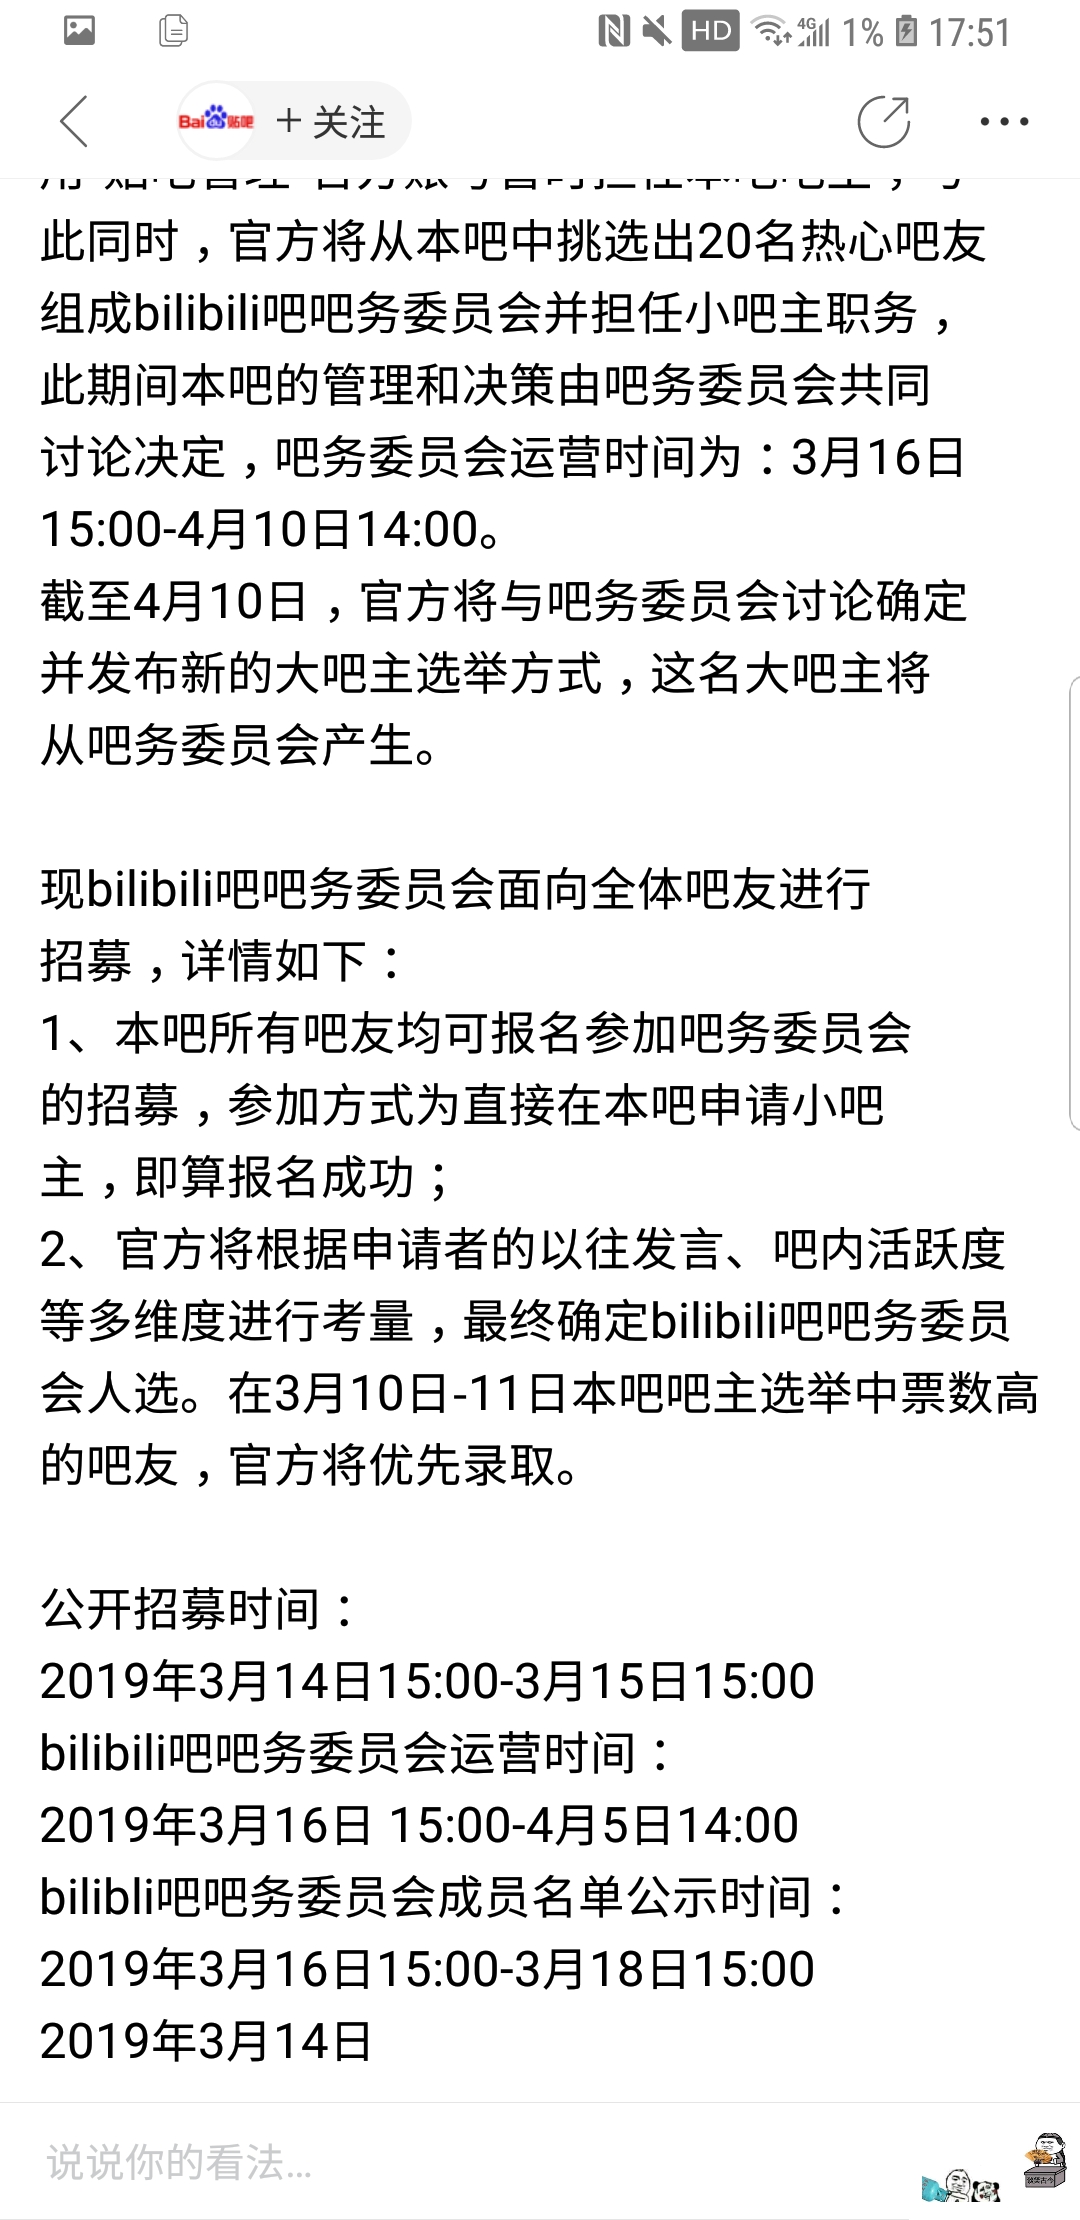 HD 4G 1% 17:51
Bai du 贴吧 + 关注
此同时，官方将从本吧中挑选出20名热心吧友
组成bilibili吧吧务委员会并担任小吧主职务，
此期间本吧的管理和决策由吧务委员会共同
讨论决定，吧务委员会运营时间为：3月16日
15:00-4月10日14:00。
截至4月10日，官方将与吧务委员会讨论确定
并发布新的大吧主选举方式，这名大吧主将
从吧务委员会产生。
现bilibili吧吧务委员会面向全体吧友进行
招募，详情如下：
1、本吧所有吧友均可报名参加吧务委员会
的招募，参加方式为直接在本吧申请小吧
主，即算报名成功；
2、官方将根据申请者的以往发言、吧内活跃度
等多维度进行考量，最终确定bilibili吧吧务委员
会人选。在3月10日-11日本吧吧主选举中票数高
的吧友，官方将优先录取。
公开招募时间：
2019年3月14日15:00-3月15日15:00
bilibili吧吧务委员会运营时间：
2019年3月16日 15:00-4月5日14:00
bilibli吧吧务委员会成员名单公示时间：
2019年3月16日15:00-3月18日15:00
2019年3月14日
说说你的看法...